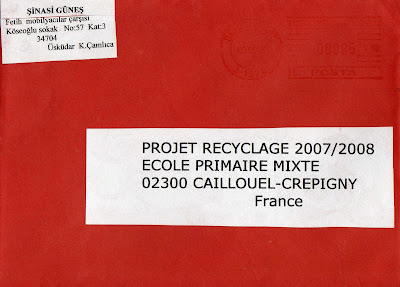 ŞİNASİ GÜNEŞ
Fetih mobilyacılar çarşısı
Köseoğlu sokak No:57 Kat:3
34704
Üsküdar K.Çamlıca
POSTA
PROJET RECYCLAGE 2007/2008
ECOLE PRIMAIRE MIXTE
02300 CAILLOUEL-CREPIGNY
France